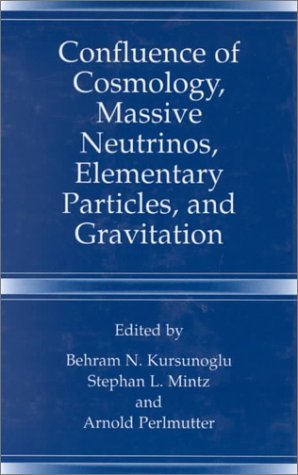 Confluence of
Cosmology,
Massive
Neutrinos,
Elementary
Particles, and
Gravitation
Edited by
Behram N. Kursunoglu
Stephan L. Mintz
and
Arnold Perlmutter